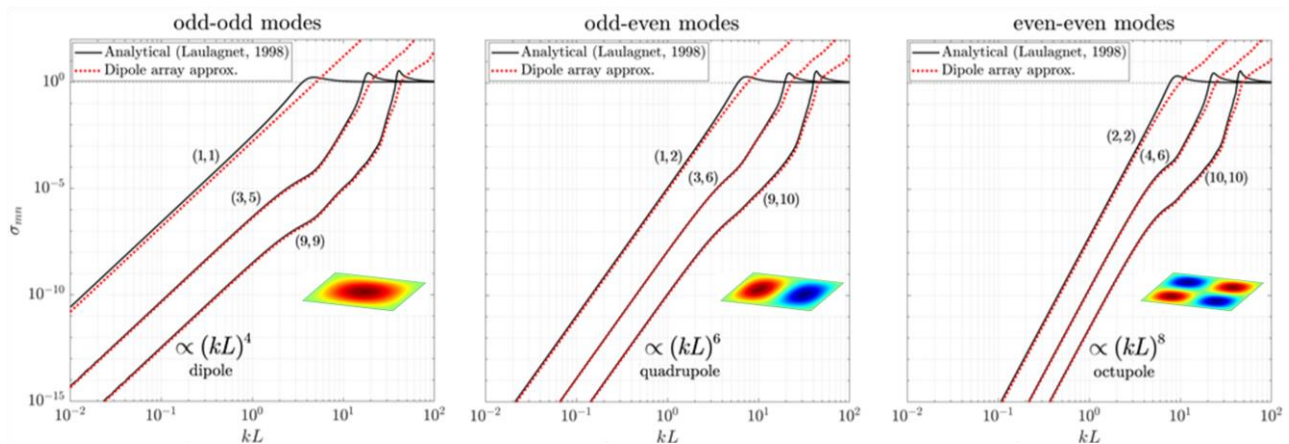 odd-odd modes
Analytical (Laulagnet, 1998)
Dipole array approx.
10^0
10^-5
10^-10
10^-15
σ_mn
(1, 1)
(3, 5)
(9, 9)
∝ (kL)^4
dipole
10^-2
10^-1
10^0
10^1
10^2
kL
odd-even modes
Analytical (Laulagnet, 1998)
Dipole array approx.
(1, 2)
(3, 6)
(9, 10)
∝ (kL)^6
quadrupole
10^-2
10^-1
10^0
10^1
10^2
kL
even-even modes
Analytical (Laulagnet, 1998)
Dipole array approx.
(2, 2)
(4, 6)
(10, 10)
∝ (kL)^8
octupole
10^-2
10^-1
10^0
10^1
10^2
kL